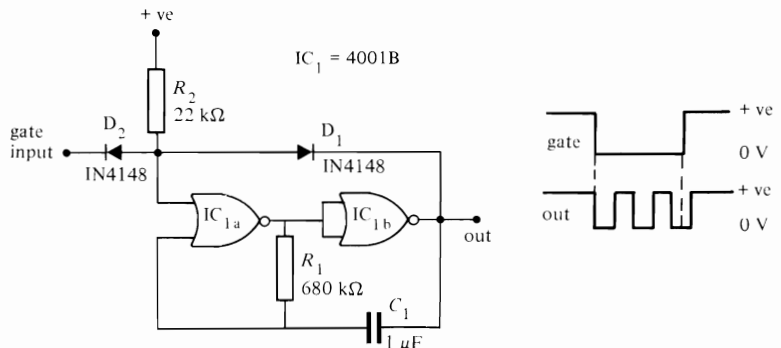 + ve
IC1 = 4001B
R2
22 kΩ
D2
gate
input
IN4148
D1
IN4148
IC1a
IC1b
out
R1
680 kΩ
C1
1 µF
gate
+ ve
0 V
out
+ ve
0 V